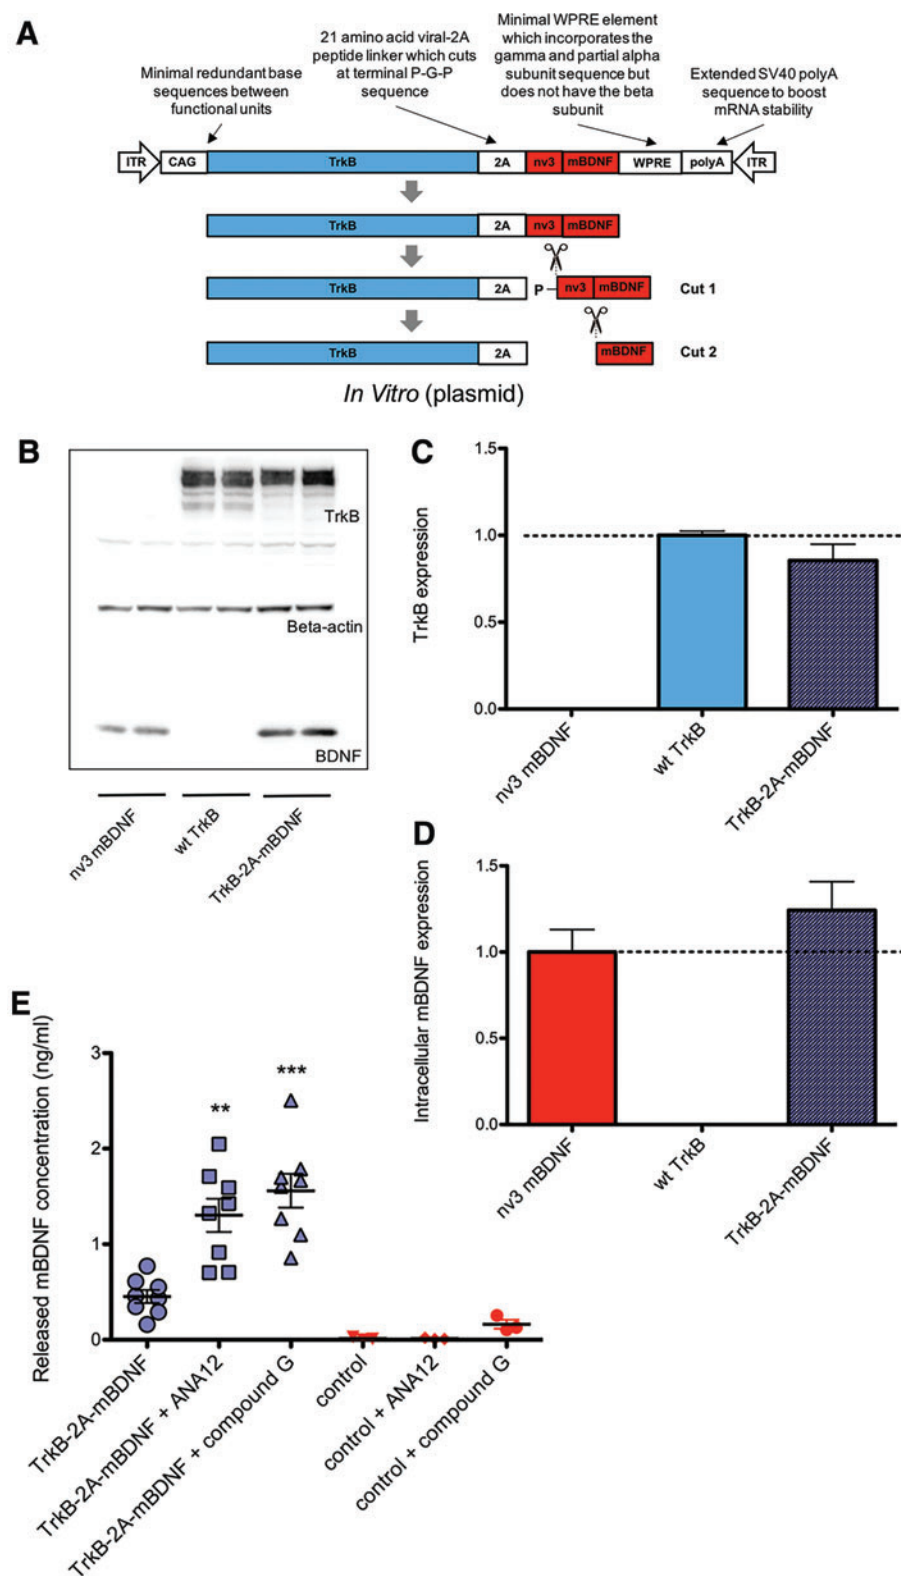 A
Minimal redundant base
sequences between
functional units
21 amino acid viral-2A
peptide linker which cuts
at terminal P-G-P
sequence
Minimal WPRE element
which incorporates the
gamma and partial alpha
subunit sequence but
does not have the beta
subunit
Extended SV40 polyA
sequence to boost
mRNA stability
ITR CAG TrkB 2A nv3 mBDNF WPRE polyA ITR
TrkB 2A nv3 mBDNF
TrkB 2A P nv3 mBDNF Cut 1
TrkB 2A mBDNF Cut 2
In Vitro (plasmid)
B
TrkB
Beta-actin
BDNF
nv3 mBDNF
wt TrkB
TrkB-2A-mBDNF
C
TrkB expression
1.5
1.0
0.5
0.0
nv3 mBDNF
wt TrkB
TrkB-2A-mBDNF
D
Intracellular mBDNF expression
1.5
1.0
0.5
0.0
nv3 mBDNF
wt TrkB
TrkB-2A-mBDNF
E
Released mBDNF concentration (ng/ml)
3
2
1
0
**
***
TrkB-2A-mBDNF
TrkB-2A-mBDNF + ANA12
TrkB-2A-mBDNF + compound G
control
control + ANA12
control + compound G